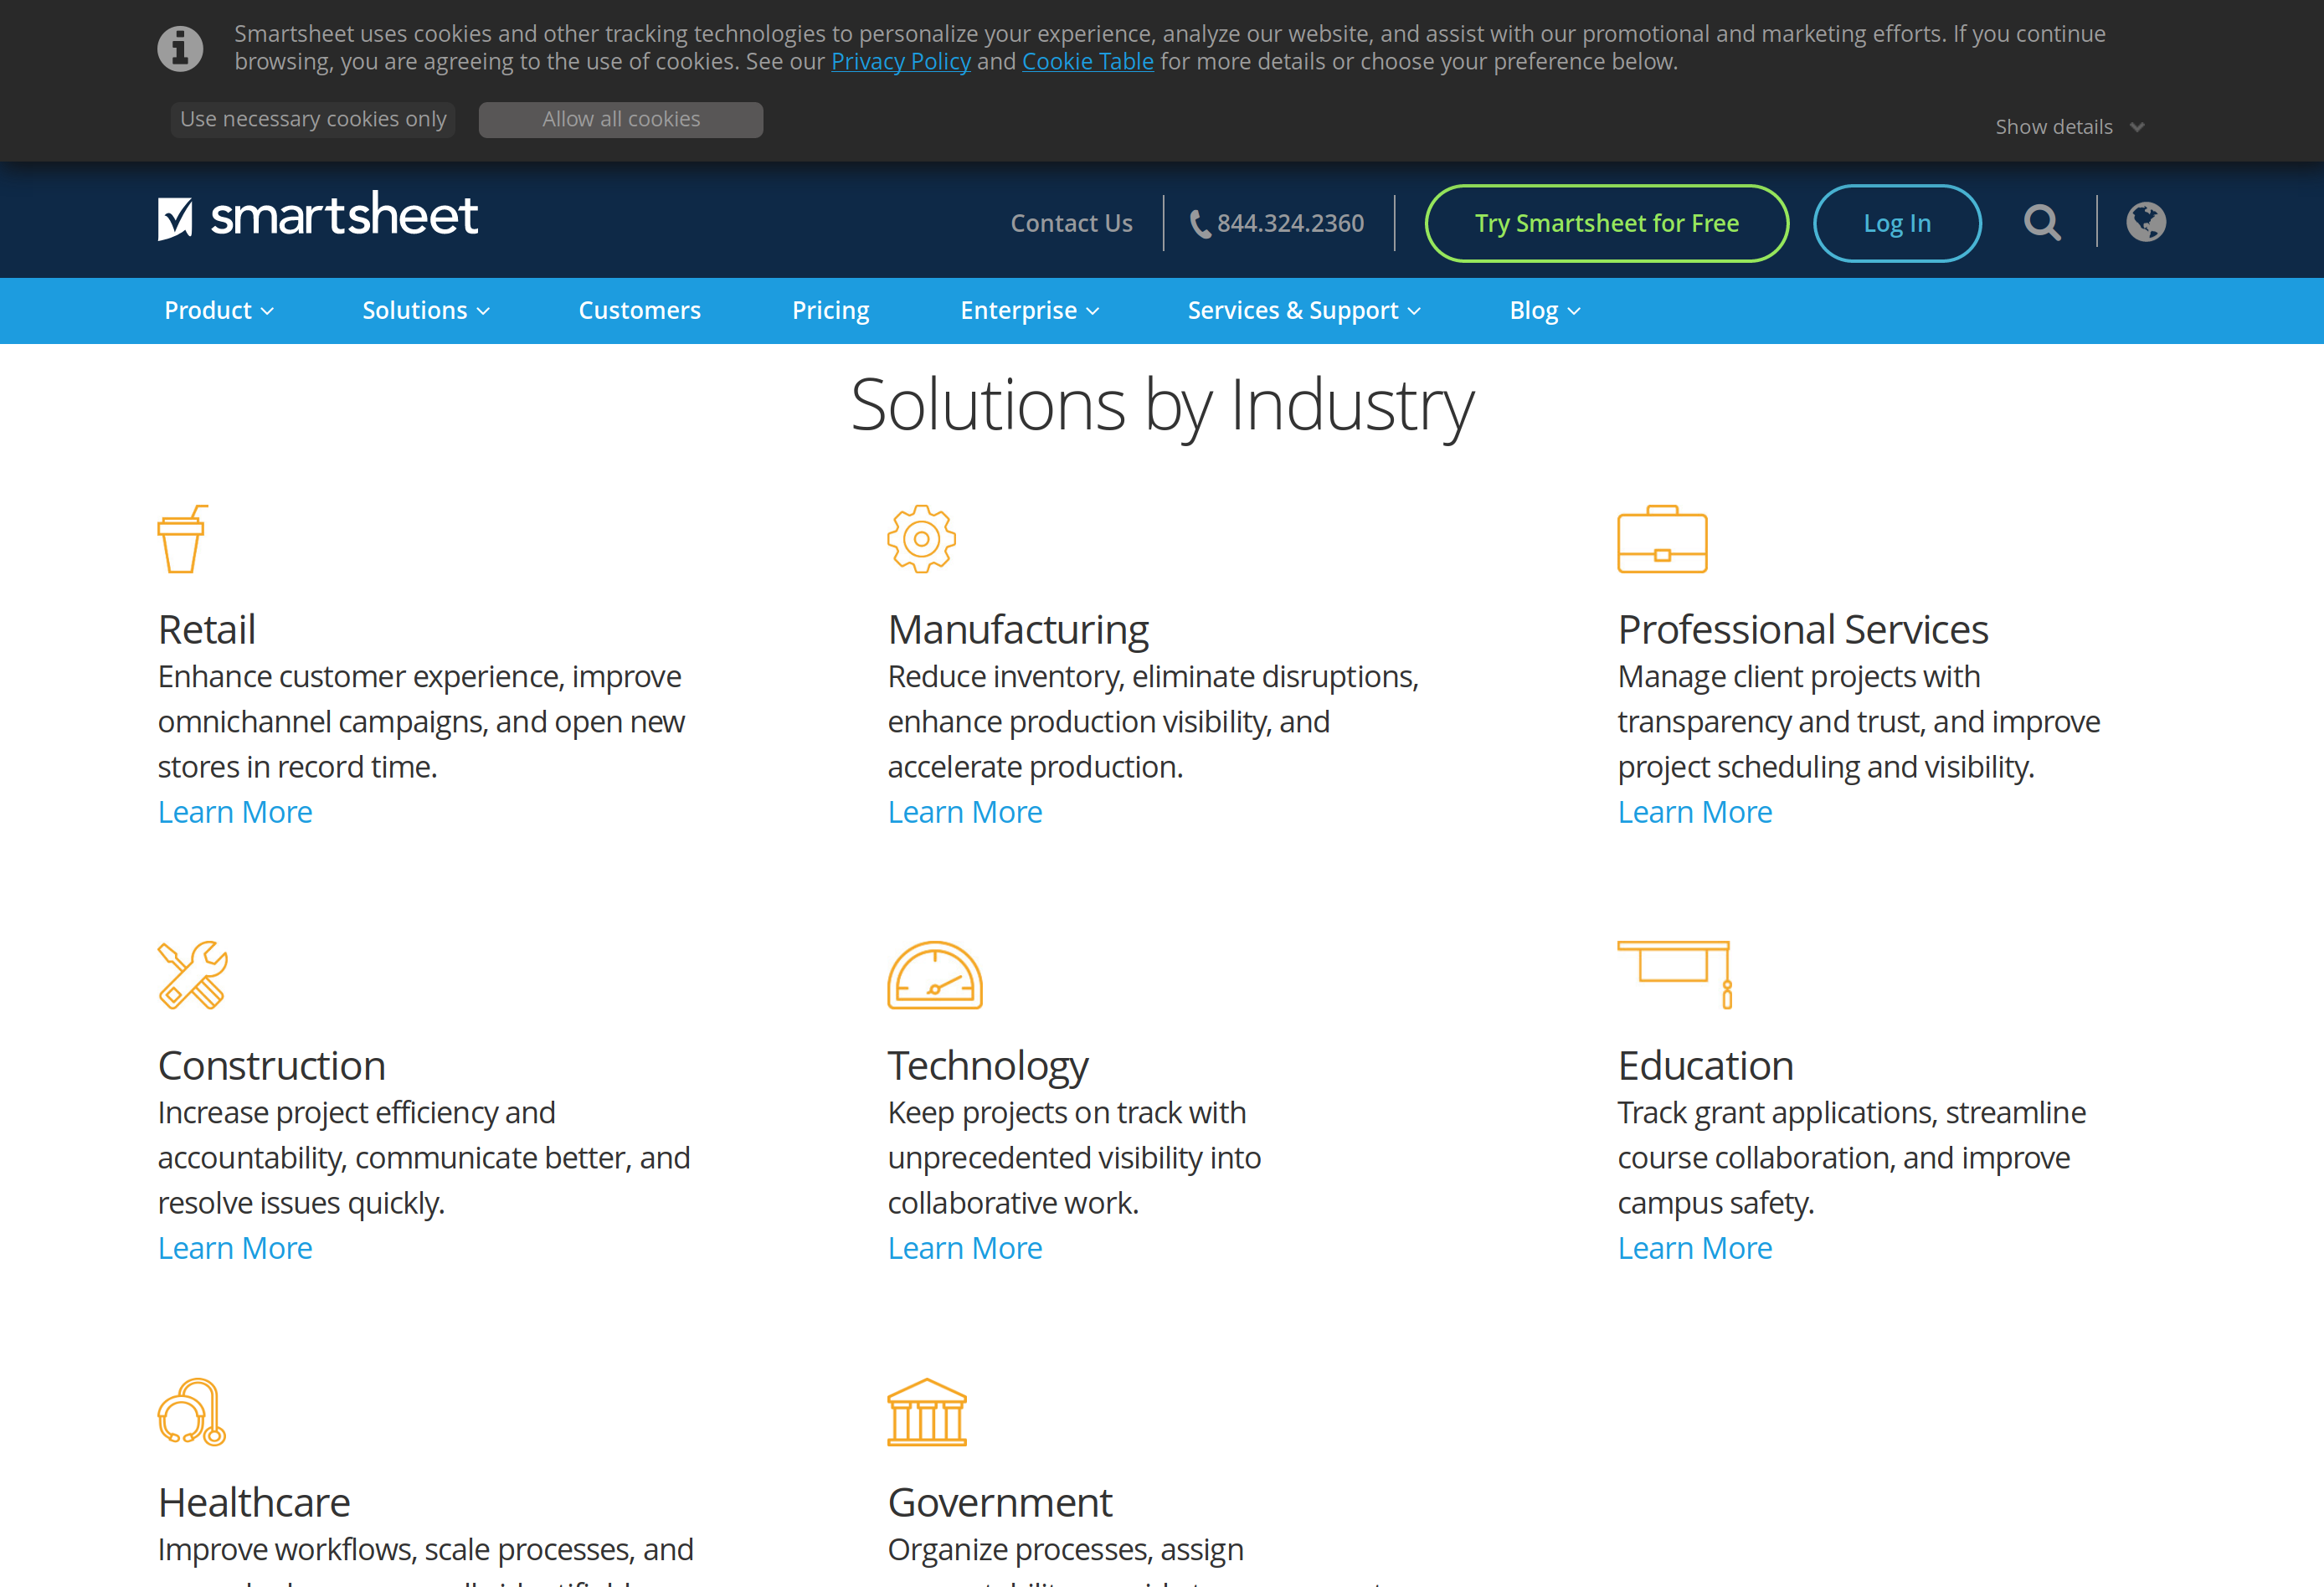 Smartsheet uses cookies and other tracking technologies to personalize your experience, analyze our website, and assist with our promotional and marketing efforts. If you continue
browsing, you are agreeing to the use of cookies. See our Privacy Policy and Cookie Table for more details or choose your preference below.
Use necessary cookies only
Allow all cookies
Show details
smartsheet
Contact Us
844.324.2360
Try Smartsheet for Free
Log In
Product
Solutions
Customers
Pricing
Enterprise
Services & Support
Blog
Solutions by Industry
Retail
Enhance customer experience, improve
omnichannel campaigns, and open new
stores in record time.
Learn More
Manufacturing
Reduce inventory, eliminate disruptions,
enhance production visibility, and
accelerate production.
Learn More
Professional Services
Manage client projects with
transparency and trust, and improve
project scheduling and visibility.
Learn More
Construction
Increase project efficiency and
accountability, communicate better, and
resolve issues quickly.
Learn More
Technology
Keep projects on track with
unprecedented visibility into
collaborative work.
Learn More
Education
Track grant applications, streamline
course collaboration, and improve
campus safety.
Learn More
Healthcare
Improve workflows, scale processes, and
Government
Organize processes, assign